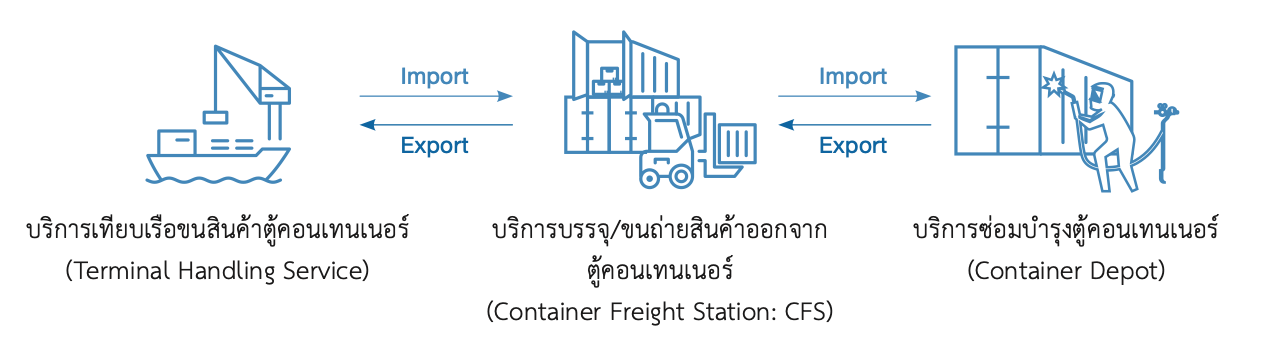 Import
Export
Import
Export
บริการเทียบเรือขนสินค้าตู้คอนเทนเนอร์
(Terminal Handling Service)
บริการบรรจุ/ขนถ่ายสินค้าออกจาก
ตู้คอนเทนเนอร์
(Container Freight Station: CFS)
บริการซ่อมบำรุงตู้คอนเทนเนอร์
(Container Depot)